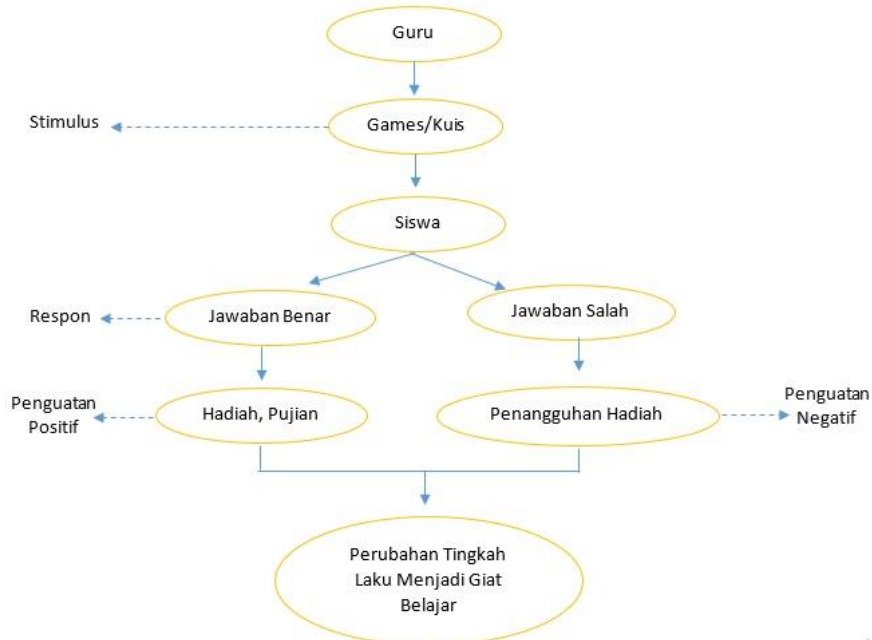 Guru
Stimulus
Games/Kuis
Siswa
Respon
Jawaban Benar
Jawaban Salah
Penguatan
Positif
Hadiah, Pujian
Penangguhan Hadiah
Penguatan
Negatif
Perubahan Tingkah
Laku Menjadi Giat
Belajar